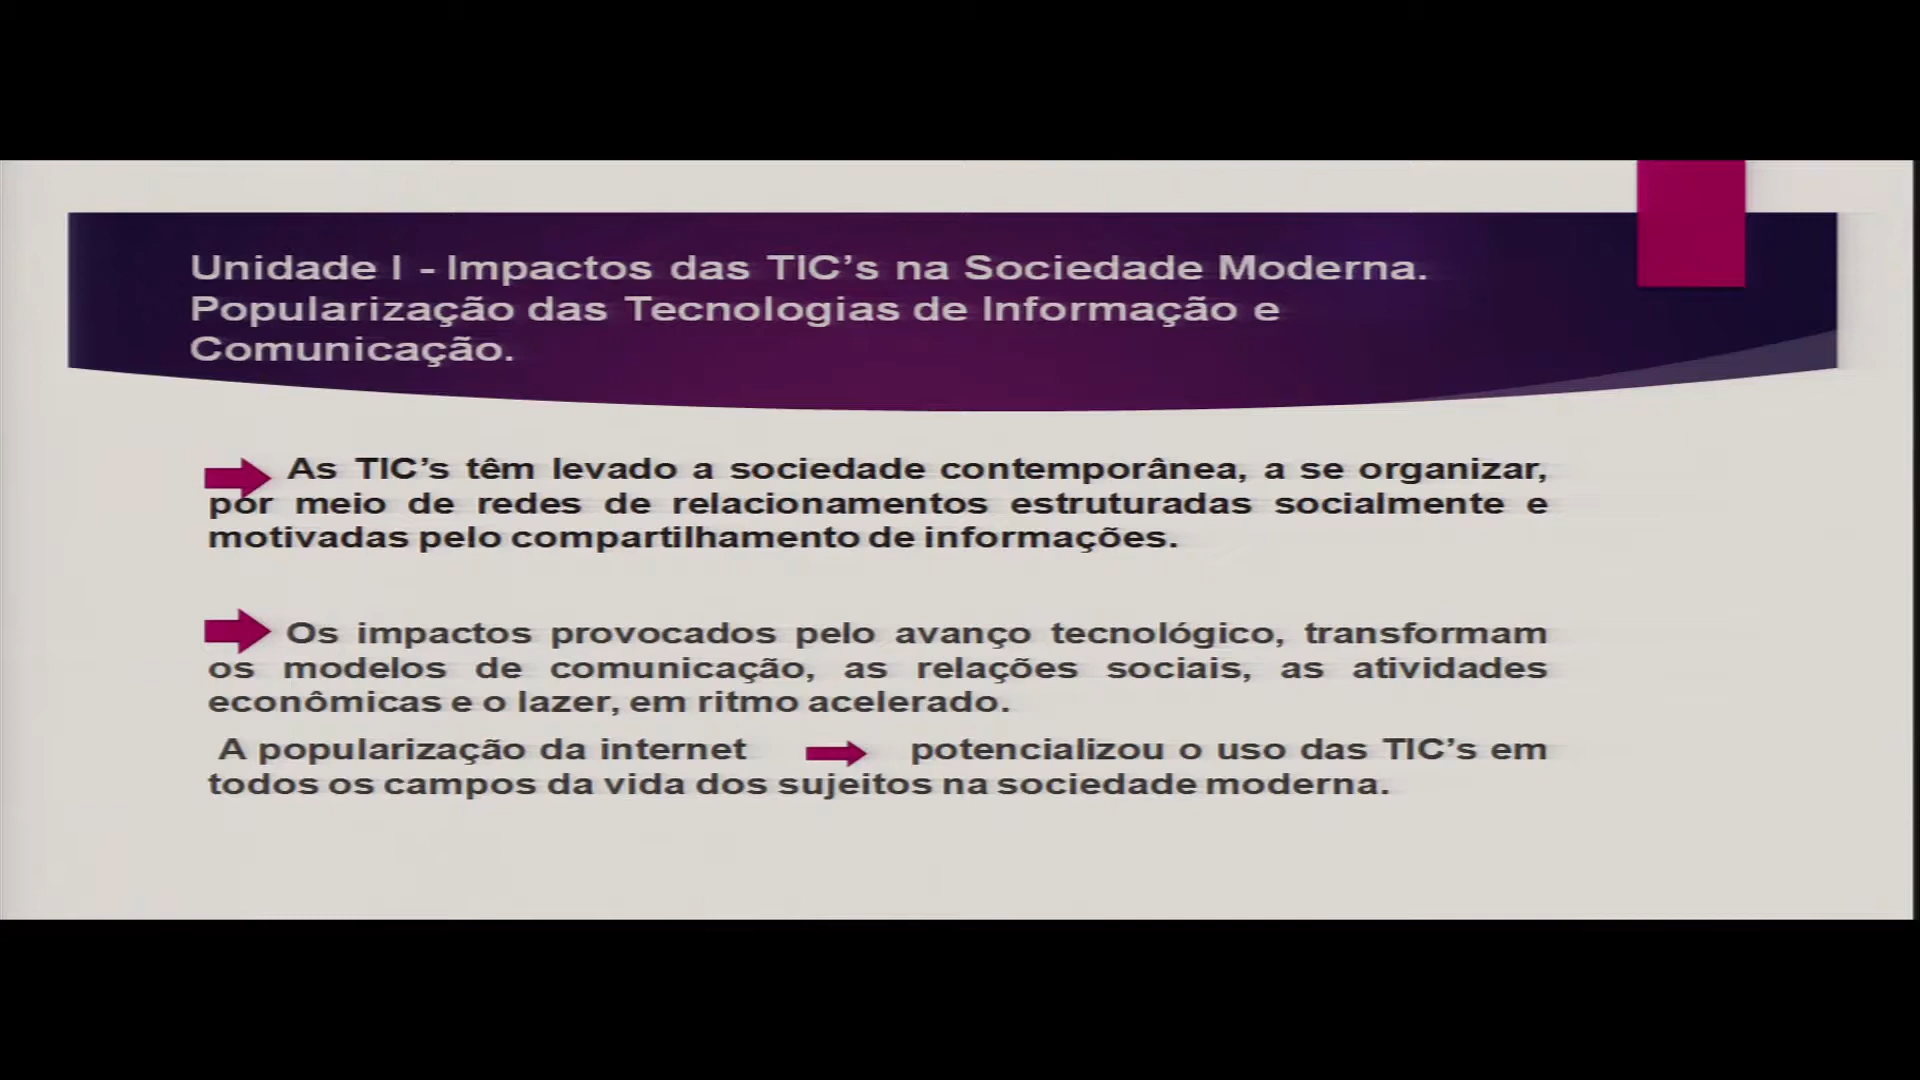 Unidade I - Impactos das TIC’s na Sociedade Moderna.
Popularização das Tecnologias de Informação e
Comunicação.
As TIC’s têm levado a sociedade contemporânea, a se organizar,
por meio de redes de relacionamentos estruturadas socialmente e
motivadas pelo compartilhamento de informações.
Os impactos provocados pelo avanço tecnológico, transformam
os modelos de comunicação, as relações sociais, as atividades
econômicas e o lazer, em ritmo acelerado.
A popularização da internet potencializou o uso das TIC’s em
todos os campos da vida dos sujeitos na sociedade moderna.